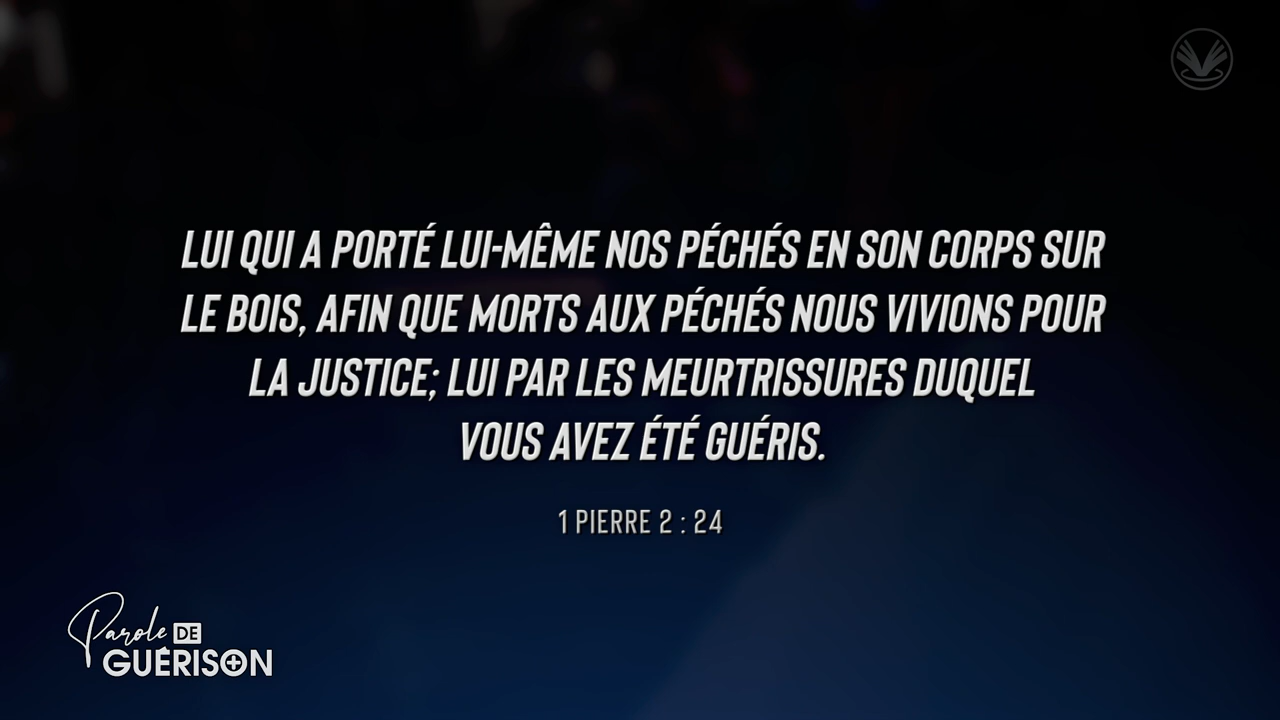 LUI QUI A PORTÉ LUI-MÊME NOS PÉCHÉS EN SON CORPS SUR
LE BOIS, AFIN QUE MORTS AUX PÉCHÉS NOUS VIVIONS POUR
LA JUSTICE; LUI PAR LES MEURTRISSURES DUQUEL
VOUS AVEZ ÉTÉ GUÉRIS.
1 PIERRE 2 : 24
Parole DE
GUÉRISON